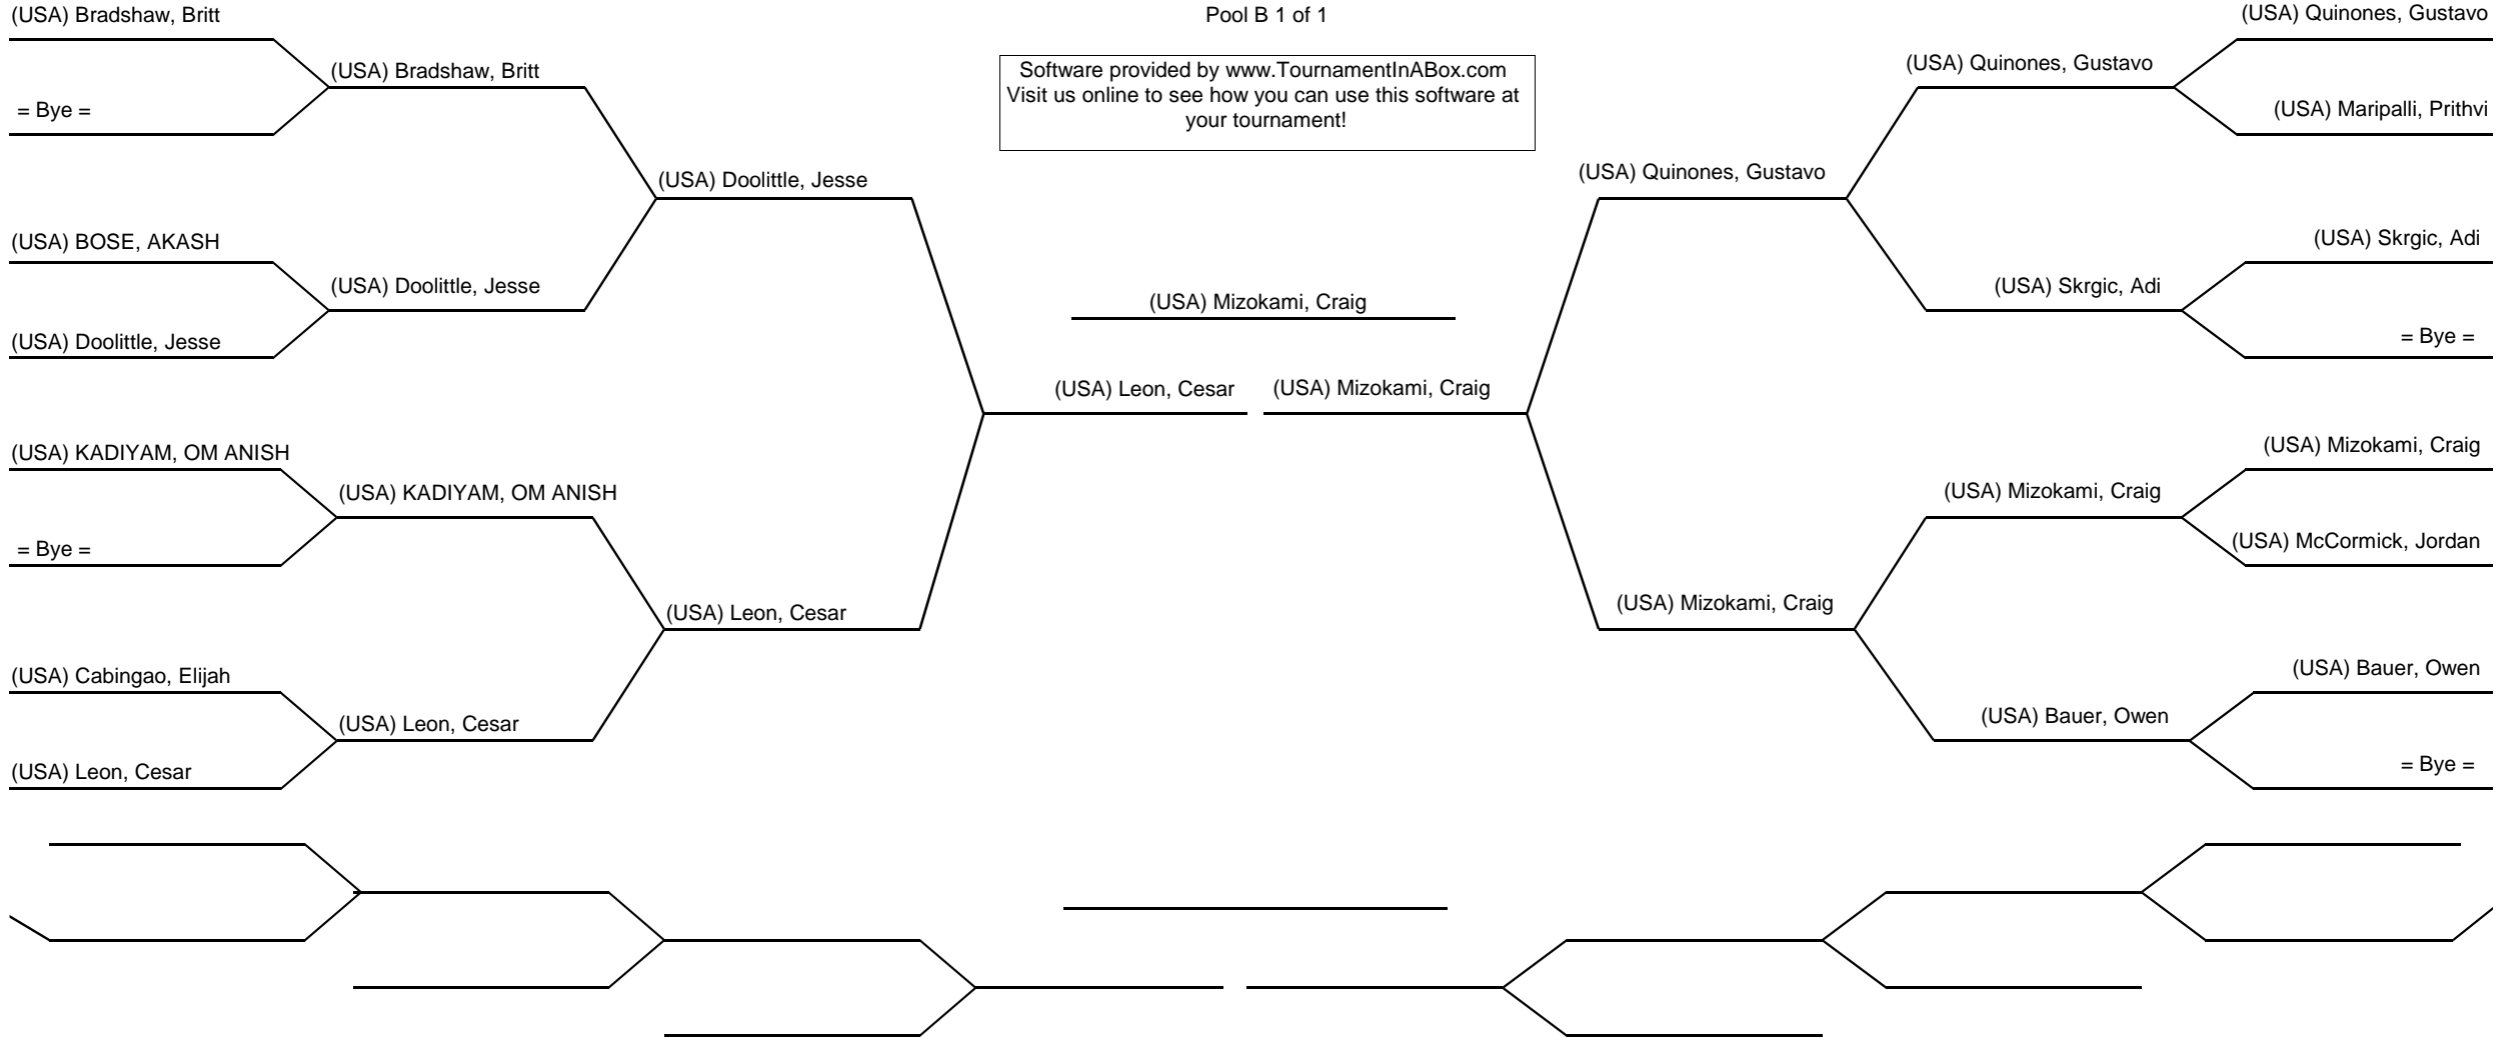 Pool B 1 of 1
Software provided by www.TournamentInABox.com
Visit us online to see how you can use this software at
your tournament!
(USA) Bradshaw, Britt
= Bye =
(USA) BOSE, AKASH
(USA) Doolittle, Jesse
(USA) KADIYAM, OM ANISH
= Bye =
(USA) Cabingao, Elijah
(USA) Leon, Cesar
(USA) Bradshaw, Britt
(USA) Doolittle, Jesse
(USA) KADIYAM, OM ANISH
(USA) Leon, Cesar
(USA) Doolittle, Jesse
(USA) Leon, Cesar
(USA) Leon, Cesar
(USA) Mizokami, Craig
(USA) Mizokami, Craig
(USA) Quinones, Gustavo
(USA) Mizokami, Craig
(USA) Quinones, Gustavo
(USA) Skrgic, Adi
(USA) Mizokami, Craig
(USA) Bauer, Owen
(USA) Quinones, Gustavo
(USA) Maripalli, Prithvi
(USA) Skrgic, Adi
= Bye =
(USA) Mizokami, Craig
(USA) McCormick, Jordan
(USA) Bauer, Owen
= Bye =